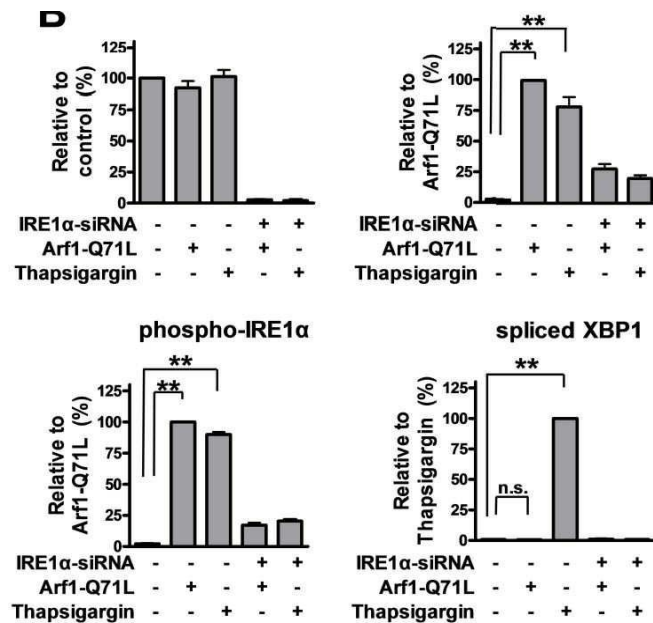 Relative to
control (%)
125
100
75
50
25
0
IRE1α-siRNA - - - + +
Arf1-Q71L - + - + -
Thapsigargin - - + - +
Relative to
Arf1-Q71L (%)
125
100
75
50
25
0
**
**
IRE1α-siRNA - - - + +
Arf1-Q71L - + - + -
Thapsigargin - - + - +
phospho-IRE1α
Relative to
Arf1-Q71L (%)
125
100
75
50
25
0
**
**
IRE1α-siRNA - - - + +
Arf1-Q71L - + - + -
Thapsigargin - - + - +
spliced XBP1
Relative to
Thapsigargin (%)
125
100
75
50
25
0
**
n.s.
IRE1α-siRNA - - - + +
Arf1-Q71L - + - + -
Thapsigargin - - + - +